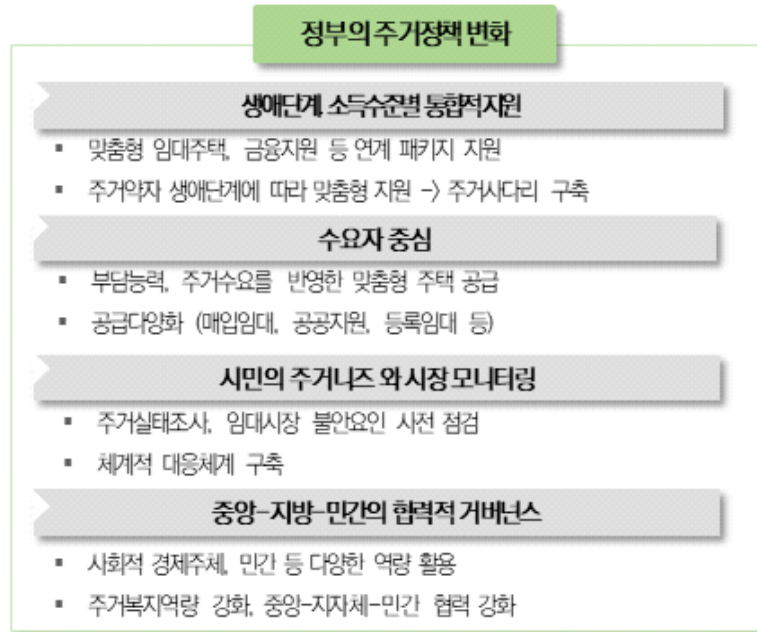 정부의 주거정책 변화
생애단계, 소득수준별 통합적지원
▪ 맞춤형 임대주택, 금융지원 등 연계 패키지 지원
▪ 주거약자 생애단계에 따라 맞춤형 지원 -> 주거사다리 구축
수요자 중심
▪ 부담능력, 주거수요를 반영한 맞춤형 주택 공급
▪ 공급다양화 (매입임대, 공공지원, 등록임대 등)
시민의 주거니즈 와 시장 모니터링
▪ 주거실태조사, 임대시장 불안요인 사전 점검
▪ 체계적 대응체계 구축
중앙-지방-민간의 협력적 거버넌스
▪ 사회적 경제주체, 민간 등 다양한 역량 활용
▪ 주거복지역량 강화, 중앙-지자체-민간 협력 강화